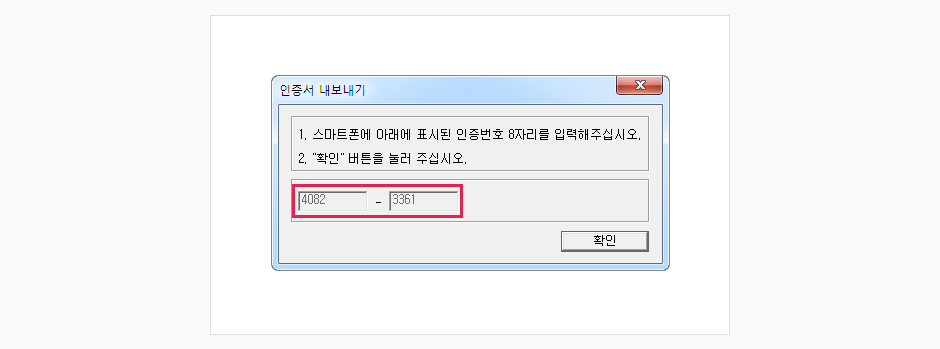 인증서 내보내기
1. 스마트폰에 아래에 표시된 인증번호 8자리를 입력해주십시오.
2. "확인" 버튼을 눌러 주십시오.
4082 - 3361
확인